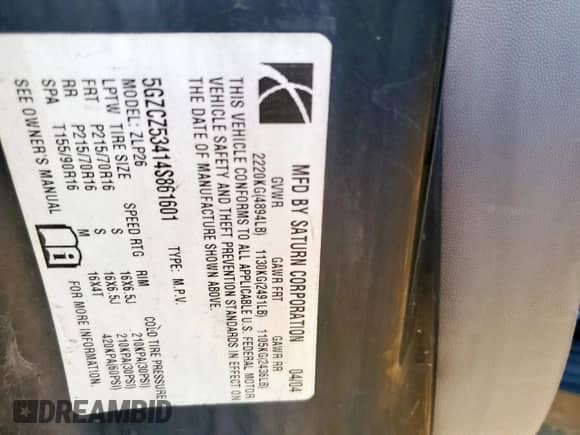 MFD BY SATURN CORPORATION 04/04
GVWR GAWR FRT GAWR RR
2220KG(4894LB) 1130KG(2491LB) 1105KG(2436LB)
THIS VEHICLE CONFORMS TO ALL APPLICABLE U.S. FEDERAL MOTOR
VEHICLE SAFETY AND THEFT PREVENTION STANDARDS IN EFFECT ON
THE DATE OF MANUFACTURE SHOWN ABOVE.
5GZCZ53414S861601 TYPE: M.P.V.
MODEL: ZLP26
LPTW TIRE SIZE SPEED RTG RIM COLD TIRE PRESSURE
FRT P215/70R16 S 16X6.5J 210KPA(30PSI)
RR P215/70R16 S 16X6.5J 210KPA(30PSI)
SPA T155/90R16 M 16X4T 420KPA(60PSI)
SEE OWNER'S MANUAL FOR MORE INFORMATION.
DREAMBID